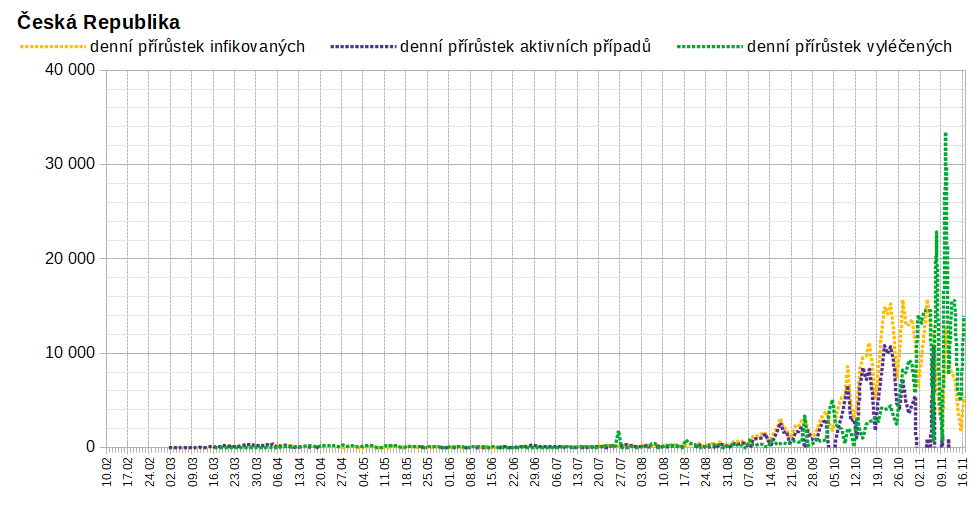 Česká Republika
denní přírůstek infikovaných denní přírůstek aktivních případů denní přírůstek vyléčených
40 000
30 000
20 000
10 000
0
10.02 17.02 24.02 02.03 09.03 16.03 23.03 30.03 06.04 13.04 20.04 27.04 04.05 11.05 18.05 25.05 01.06 08.06 15.06 22.06 29.06 06.07 13.07 20.07 27.07 03.08 10.08 17.08 24.08 31.08 07.09 14.09 21.09 28.09 05.10 12.10 19.10 26.10 02.11 09.11 16.11